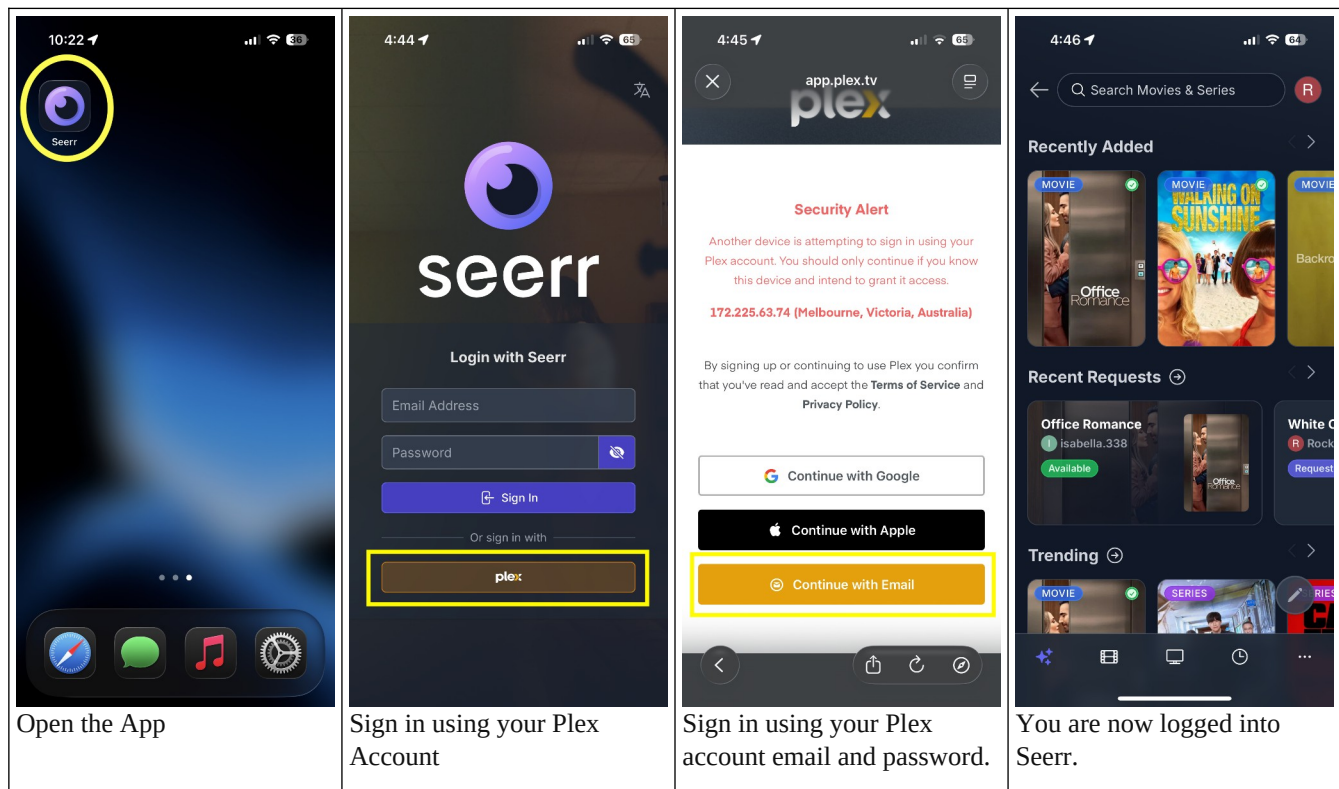 10:22
36
Seerr
Open the App
4:44
65
seerr
Login with Seerr
Email Address
Password
Sign In
Or sign in with
plex
Sign in using your Plex
Account
4:45
65
app.plex.tv
plex
Security Alert
Another device is attempting to sign in using your
Plex account. You should only continue if you know
this device and intend to grant it access.
172.225.63.74 (Melbourne, Victoria, Australia)
By signing up or continuing to use Plex you confirm
that you've read and accept the Terms of Service and
Privacy Policy.
Continue with Google
Continue with Apple
Continue with Email
Sign in using your Plex
account email and password.
4:46
64
Search Movies & Series
R
Recently Added
MOVIE
Office
Romance
MOVIE
WALKING ON
SUNSHINE
MOVIE
Backro
Recent Requests
Office Romance
I isabella.338
Available
Office
Romance
White C
R Rock
Request
Trending
MOVIE
SERIES
RIES
You are now logged into
Seerr.